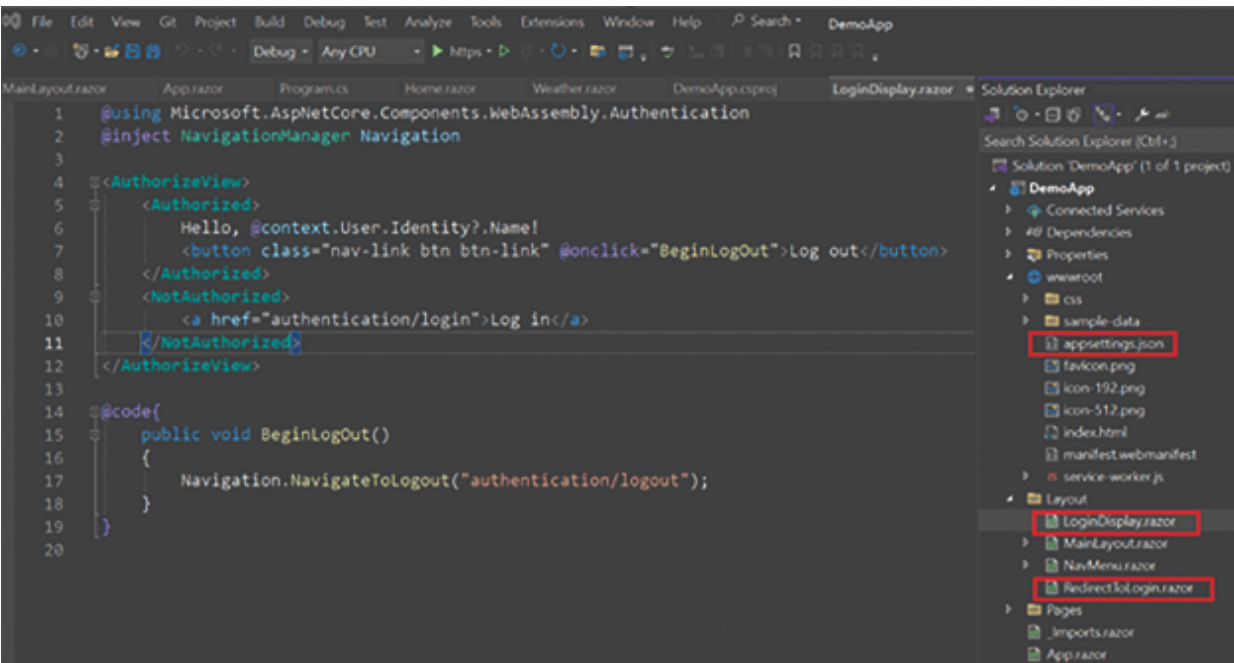 File Edit View Git Project Build Debug Test Analyze Tools Extensions Window Help Search DemoApp
Debug Any CPU https
MainLayout.razor App.razor Program.cs Home.razor Weather.razor DemoApp.csproj LoginDisplay.razor
1 @using Microsoft.AspNetCore.Components.WebAssembly.Authentication
2 @inject NavigationManager Navigation
3
4 <AuthorizeView>
5 <Authorized>
6 Hello, @context.User.Identity?.Name!
7 <button class="nav-link btn btn-link" @onclick="BeginLogOut">Log out</button>
8 </Authorized>
9 <NotAuthorized>
10 <a href="authentication/login">Log in</a>
11 </NotAuthorized>
12 </AuthorizeView>
13
14 @code{
15 public void BeginLogOut()
16 {
17 Navigation.NavigateToLogout("authentication/logout");
18 }
19 }
20
Solution Explorer
Search Solution Explorer (Ctrl+;)
Solution 'DemoApp' (1 of 1 project)
DemoApp
Connected Services
Dependencies
Properties
wwwroot
css
sample-data
appsettings.json
favicon.png
icon-192.png
icon-512.png
index.html
manifest.webmanifest
service-worker.js
Layout
LoginDisplay.razor
MainLayout.razor
NavMenu.razor
RedirectToLogin.razor
Pages
_Imports.razor
App.razor